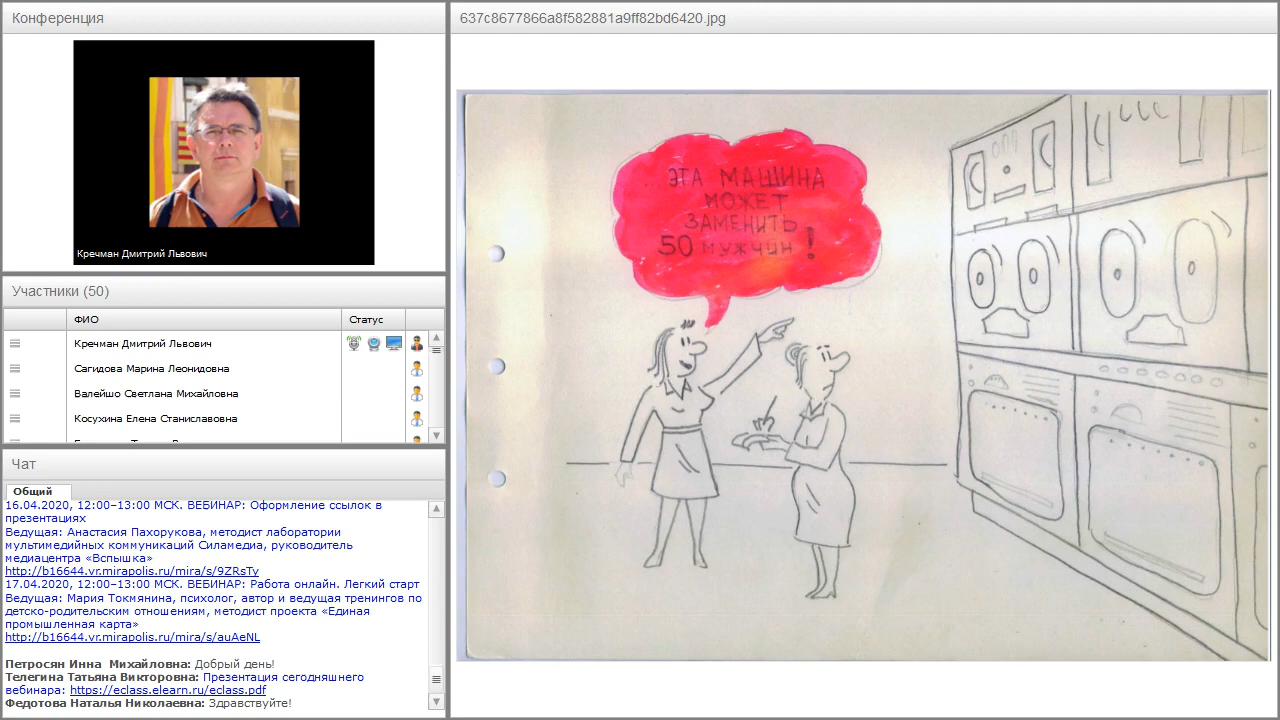 Конференция
Кречман Дмитрий Львович
Участники (50)
ФИО
Статус
Кречман Дмитрий Львович
Сагидова Марина Леонидовна
Валейшо Светлана Михайловна
Косухина Елена Станиславовна
Чат
Общий
16.04.2020, 12:00–13:00 МСК. ВЕБИНАР: Оформление ссылок в
презентациях
Ведущая: Анастасия Пахорукова, методист лаборатории
мультимедийных коммуникаций Силамедиа, руководитель
медиацентра «Вспышка»
http://b16644.vr.mirapolis.ru/mira/s/9ZRsTv
17.04.2020, 12:00–13:00 МСК. ВЕБИНАР: Работа онлайн. Легкий старт
Ведущая: Мария Токмянина, психолог, автор и ведущая тренингов по
детско-родительским отношениям, методист проекта «Единая
промышленная карта»
http://b16644.vr.mirapolis.ru/mira/s/auAeNL
Петросян Инна Михайловна: Добрый день!
Телегина Татьяна Викторовна: Презентация сегодняшнего
вебинара: https://eclass.elearn.ru/eclass.pdf
Федотова Наталья Николаевна: Здравствуйте!
637c8677866a8f582881a9ff82bd6420.jpg
ЭТА МАШИНА
МОЖЕТ
ЗАМЕНИТЬ
50 мужчин!